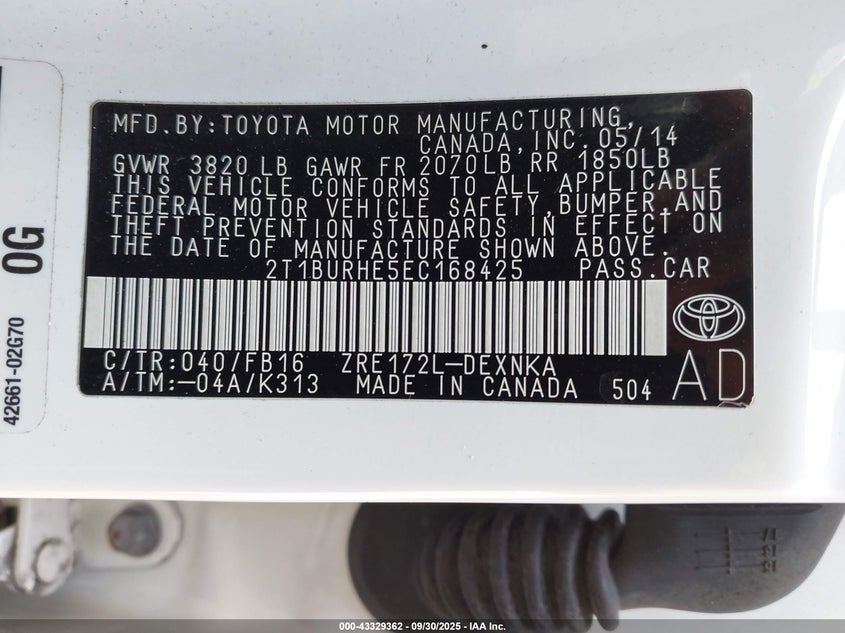 MFD.BY:TOYOTA MOTOR MANUFACTURING,
CANADA,INC. 05/14
GVWR 3820 LB GAWR FR 2070LB RR 1850LB
THIS VEHICLE CONFORMS TO ALL APPLICABLE
FEDERAL MOTOR VEHICLE SAFETY,BUMPER,AND
THEFT PREVENTION STANDARDS IN EFFECT ON
THE DATE OF MANUFACTURE SHOWN ABOVE.
2T1BURHE5EC168425 PASS.CAR
C/TR:040/FB16 ZRE172L-DEXNKA
A/TM:-04A/K313 MADE IN CANADA 504
AD
0G
42661-02G70
000-43329362 / 09/30/2025 - IAA Inc.